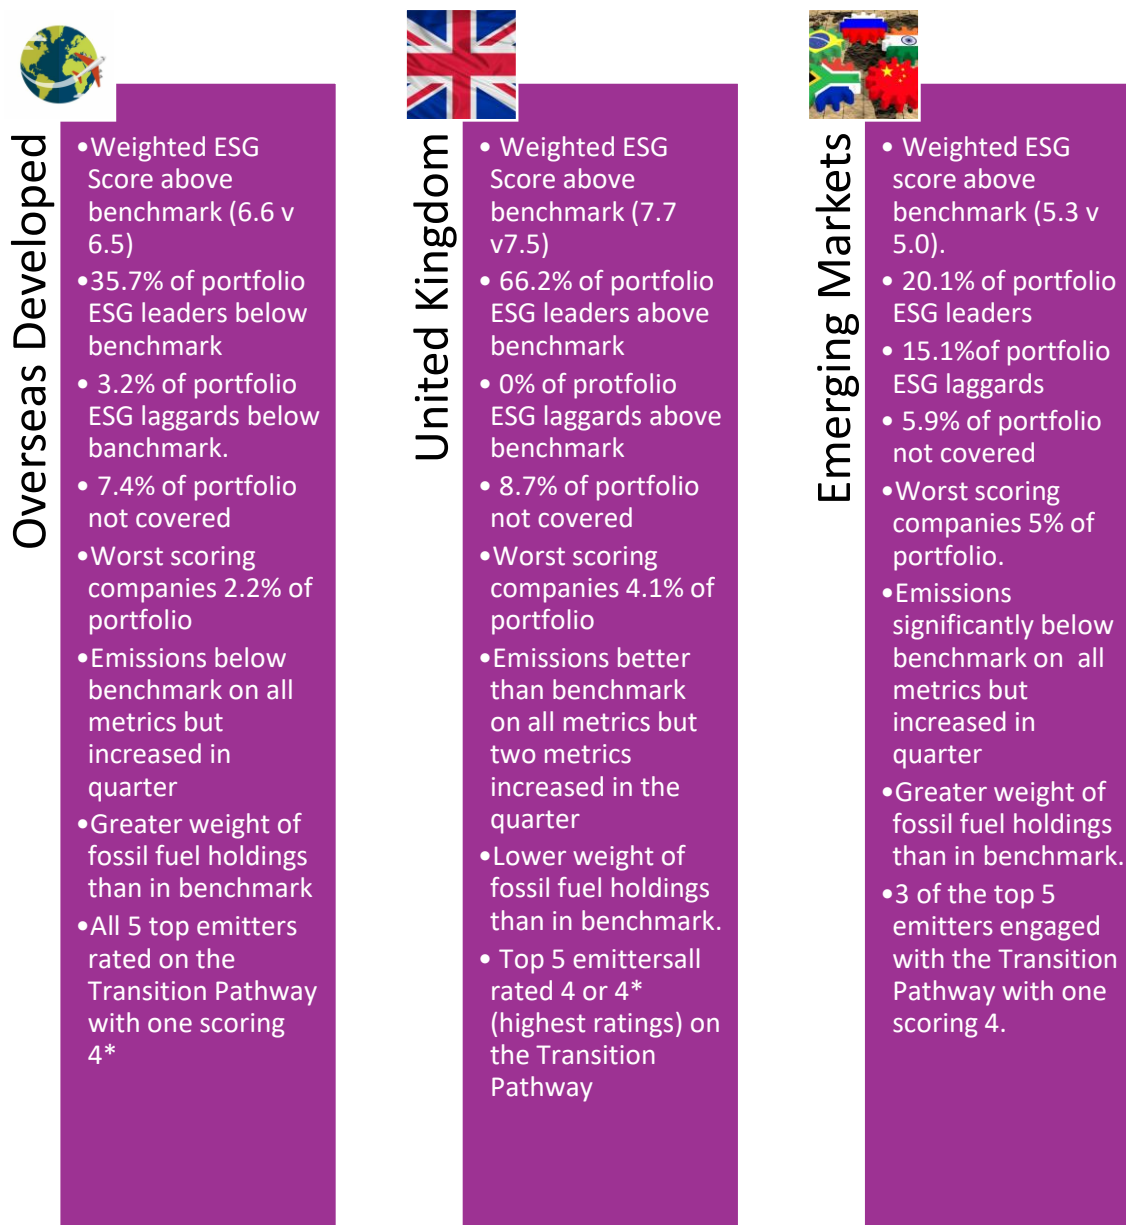 Overseas Developed
•Weighted ESG
Score above
benchmark (6.6 v
6.5)
•35.7% of portfolio
ESG leaders below
benchmark
• 3.2% of portfolio
ESG laggards below
banchmark.
• 7.4% of portfolio
not covered
•Worst scoring
companies 2.2% of
portfolio
•Emissions below
benchmark on all
metrics but
increased in
quarter
•Greater weight of
fossil fuel holdings
than in benchmark
•All 5 top emitters
rated on the
Transition Pathway
with one scoring
4*
United Kingdom
• Weighted ESG
Score above
benchmark (7.7
v7.5)
• 66.2% of portfolio
ESG leaders above
benchmark
• 0% of protfolio
ESG laggards above
benchmark
• 8.7% of portfolio
not covered
•Worst scoring
companies 4.1% of
portfolio
•Emissions better
than benchmark
on all metrics but
two metrics
increased in the
quarter
•Lower weight of
fossil fuel holdings
than in benchmark.
• Top 5 emittersall
rated 4 or 4*
(highest ratings) on
the Transition
Pathway
Emerging Markets
• Weighted ESG
score above
benchmark (5.3 v
5.0).
• 20.1% of portfolio
ESG leaders
• 15.1%of portfolio
ESG laggards
• 5.9% of portfolio
not covered
•Worst scoring
companies 5% of
portfolio.
•Emissions
significantly below
benchmark on  all
metrics but
increased in
quarter
•Greater weight of
fossil fuel holdings
than in benchmark.
•3 of the top 5
emitters engaged
with the Transition
Pathway with one
scoring 4.